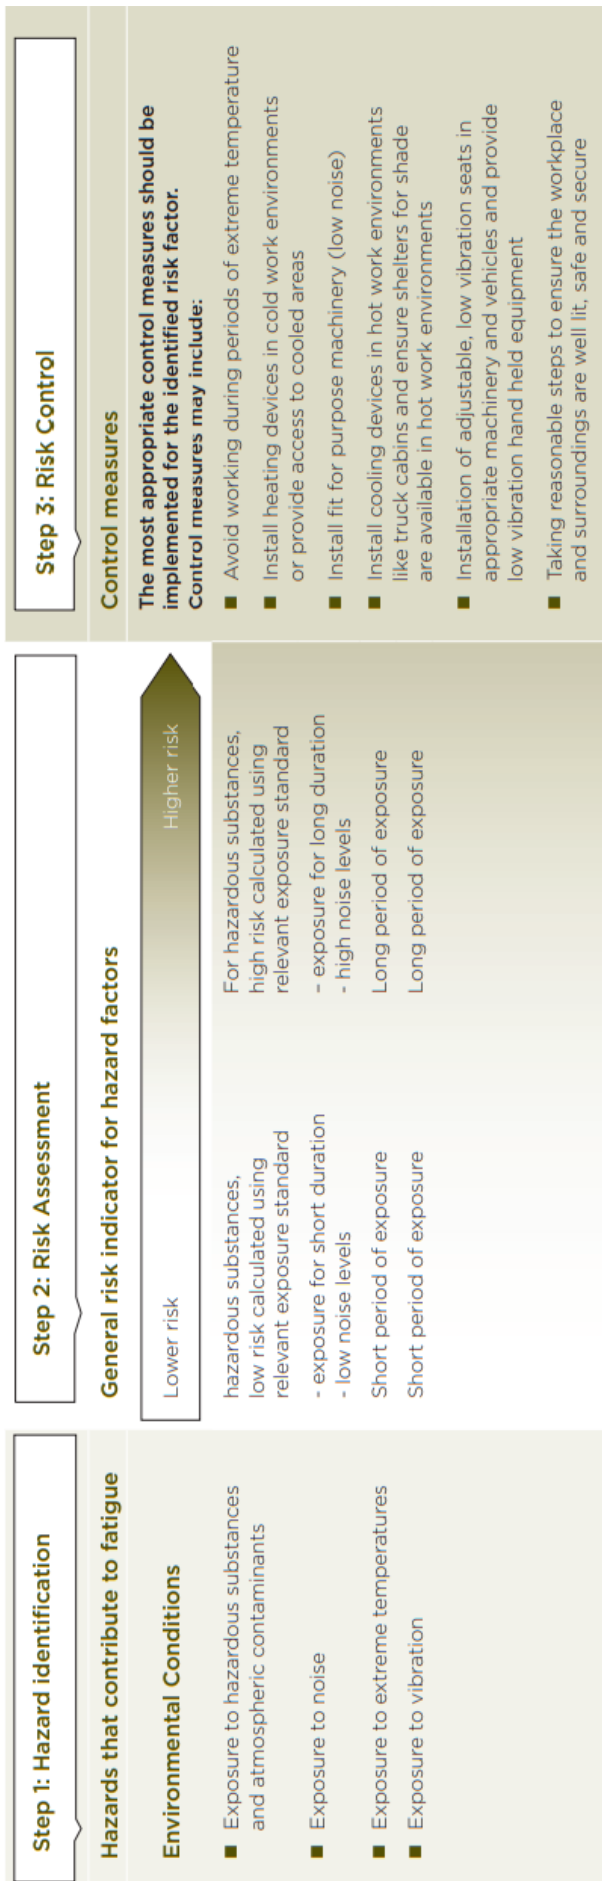 Step 1: Hazard identification
Hazards that contribute to fatigue
Environmental Conditions
■ Exposure to hazardous substances
and atmospheric contaminants
■ Exposure to noise
■ Exposure to extreme temperatures
■ Exposure to vibration
Step 2: Risk Assessment
General risk indicator for hazard factors
Lower risk
Higher risk
hazardous substances,
low risk calculated using
relevant exposure standard
- exposure for short duration
- low noise levels
Short period of exposure
Short period of exposure
For hazardous substances,
high risk calculated using
relevant exposure standard
– exposure for long duration
- high noise levels
Long period of exposure
Long period of exposure
Step 3: Risk Control
Control measures
The most appropriate control measures should be
implemented for the identified risk factor.
Control measures may include:
■ Avoid working during periods of extreme temperature
■ Install heating devices in cold work environments
or provide access to cooled areas
■ Install fit for purpose machinery (low noise)
■ Install cooling devices in hot work environments
like truck cabins and ensure shelters for shade
are available in hot work environments
■ Installation of adjustable, low vibration seats in
appropriate machinery and vehicles and provide
low vibration hand held equipment
■ Taking reasonable steps to ensure the workplace
and surroundings are well lit, safe and secure